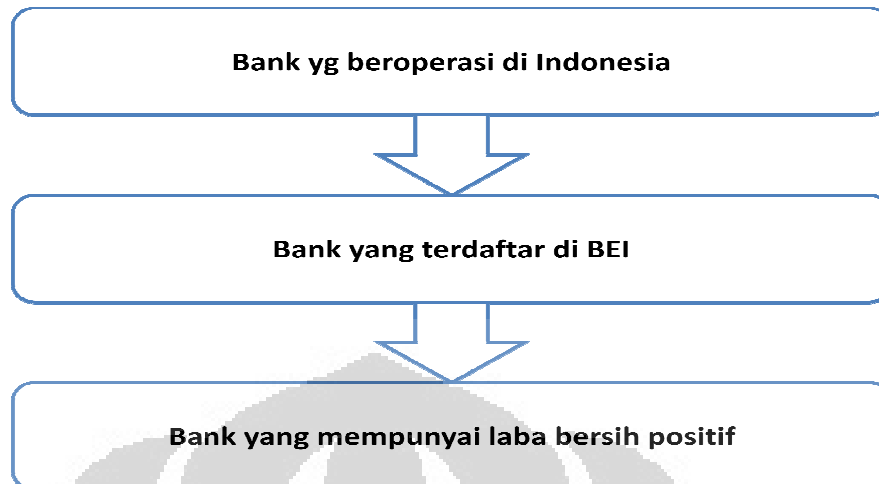 Bank yg beroperasi di Indonesia
Bank yang terdaftar di BEI
Bank yang mempunyai laba bersih positif